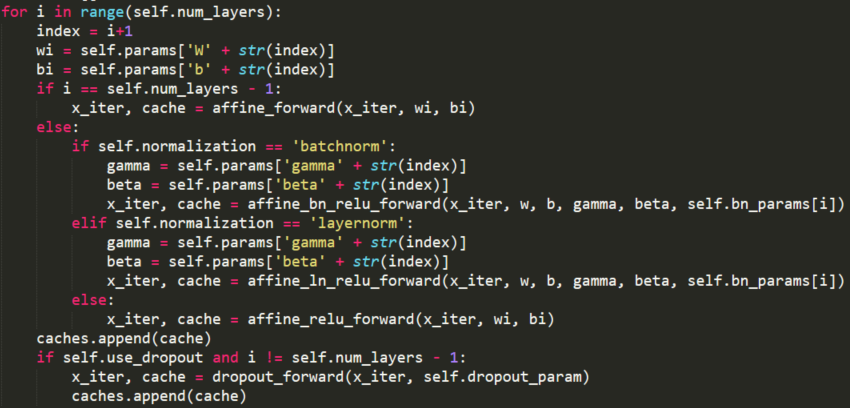 for i in range(self.num_layers):
    index = i+1
    wi = self.params['W' + str(index)]
    bi = self.params['b' + str(index)]
    if i == self.num_layers - 1:
        x_iter, cache = affine_forward(x_iter, wi, bi)
    else:
        if self.normalization == 'batchnorm':
            gamma = self.params['gamma' + str(index)]
            beta = self.params['beta' + str(index)]
            x_iter, cache = affine_bn_relu_forward(x_iter, w, b, gamma, beta, self.bn_params[i])
        elif self.normalization == 'layernorm':
            gamma = self.params['gamma' + str(index)]
            beta = self.params['beta' + str(index)]
            x_iter, cache = affine_ln_relu_forward(x_iter, w, b, gamma, beta, self.bn_params[i])
        else:
            x_iter, cache = affine_relu_forward(x_iter, wi, bi)
    caches.append(cache)
    if self.use_dropout and i != self.num_layers - 1:
        x_iter, cache = dropout_forward(x_iter, self.dropout_param)
        caches.append(cache)